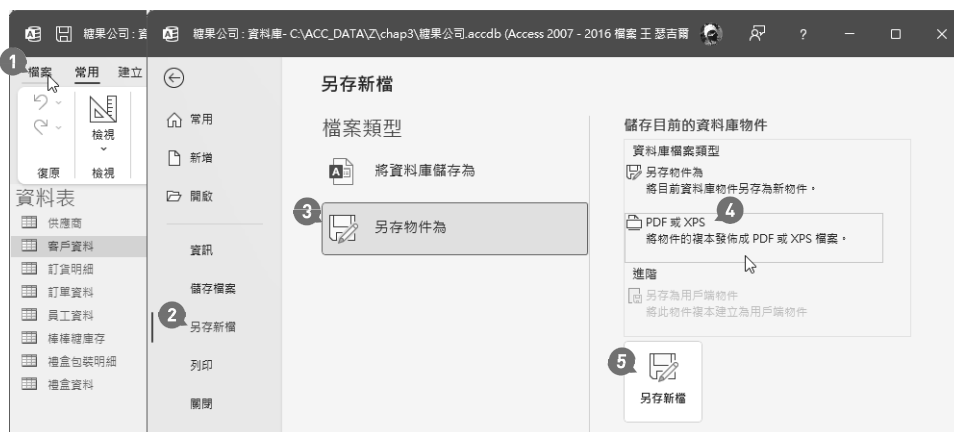 糖果公司 : 資
糖果公司 : 資料庫- C:\ACC_DATA\Z\chap3\糖果公司.accdb (Access 2007 - 2016 檔案 王 瑟吉爾
?
1
檔案 常用 建立
檢視
復原 檢視
資料表
供應商
客戶資料
訂貨明細
訂單資料
員工資料
棒棒糖庫存
禮盒包裝明細
禮盒資料
常用
新增
開啟
資訊
儲存檔案
2
另存新檔
列印
關閉
另存新檔
檔案類型
將資料庫儲存為
3
另存物件為
儲存目前的資料庫物件
資料庫檔案類型
另存物件為
將目前資料庫物件另存為新物件。
PDF 或 XPS
4
將物件的複本發佈成 PDF 或 XPS 檔案。
進階
另存為用戶端物件
將此物件複本建立為用戶端物件
5
另存新檔